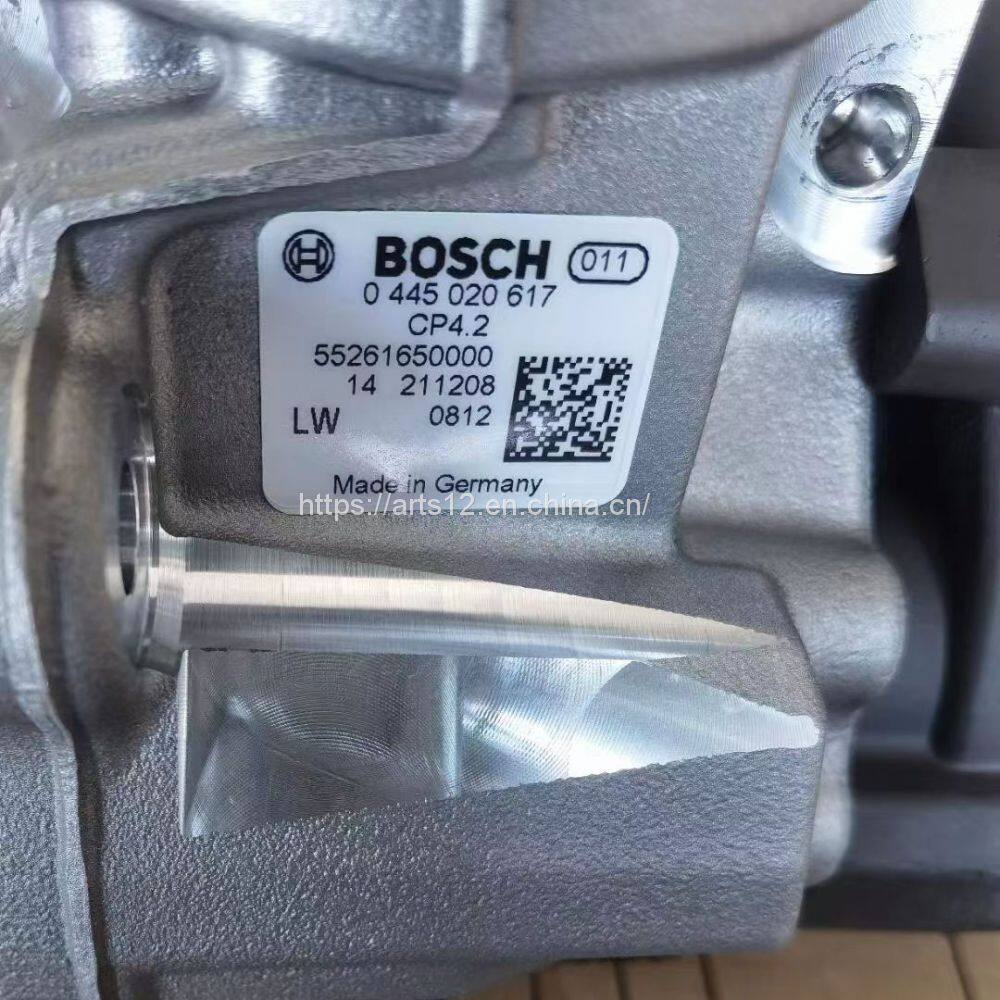 BOSCH 011
0 445 020 617
CP4.2
55261650000
14 211208
LW 0812
Made in Germany
https://arts12.en.china.cn/